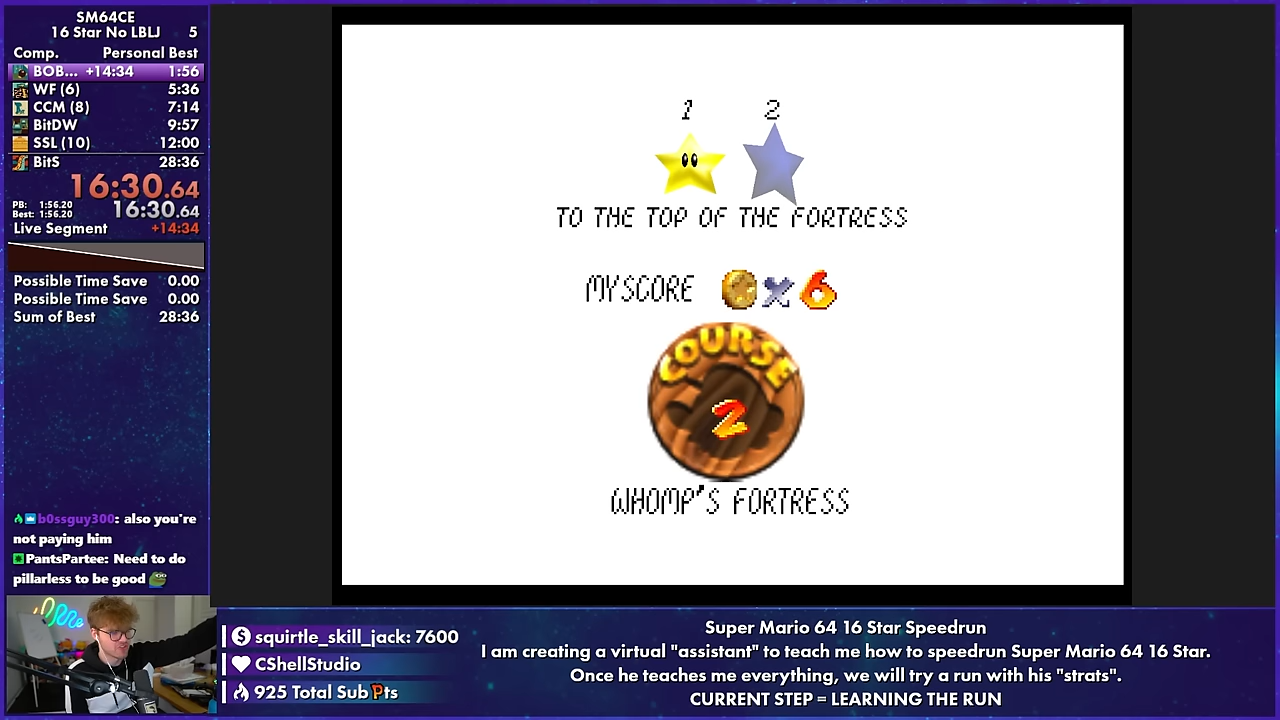 SM64CE
16 Star No LBLJ 5
Comp. Personal Best
BOB... +14:34 1:56
WF (6) 5:36
CCM (8) 7:14
BitDW 9:57
SSL (10) 12:00
BitS 28:36
16:30.64
PB: 1:56.20
Best: 1:56.20
16:30.64
Live Segment +14:34
Possible Time Save 0.00
Possible Time Save 0.00
Sum of Best 28:36
b0ssguy300: also you're
not paying him
PantsPartee: Need to do
pillarless to be good
1 2
TO THE TOP OF THE FORTRESS
MY SCORE × 6
COURSE
2
WHOMP'S FORTRESS
squirtle_skill_jack: 7600
CShellStudio
925 Total Sub Pts
Super Mario 64 16 Star Speedrun
I am creating a virtual "assistant" to teach me how to speedrun Super Mario 64 16 Star.
Once he teaches me everything, we will try a run with his "strats".
CURRENT STEP = LEARNING THE RUN